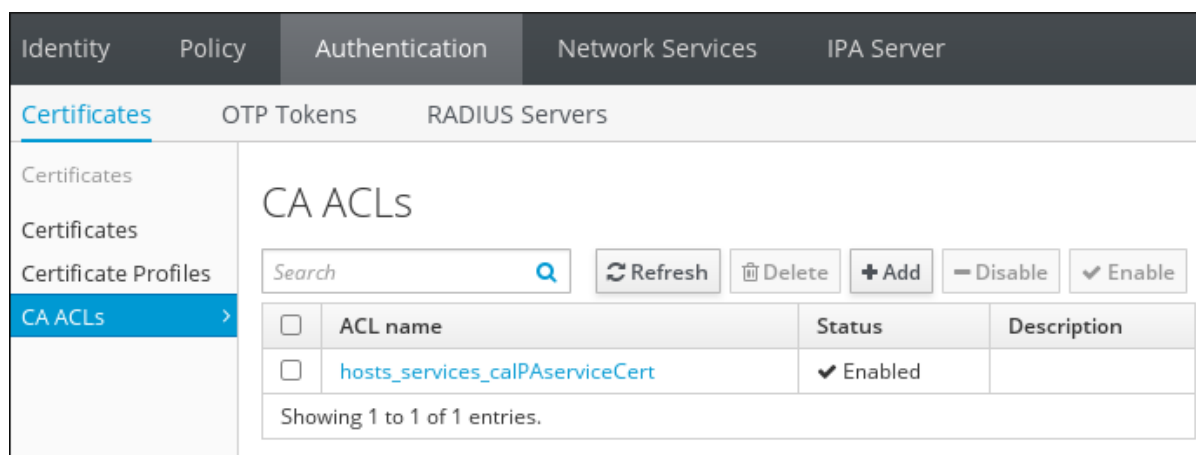 Identity Policy Authentication Network Services IPA Server
Certificates OTP Tokens RADIUS Servers
Certificates
Certificates
Certificate Profiles
CA ACLs
CA ACLs
Search Refresh Delete Add Disable Enable
ACL name Status Description
hosts_services_caIPAserviceCert Enabled
Showing 1 to 1 of 1 entries.